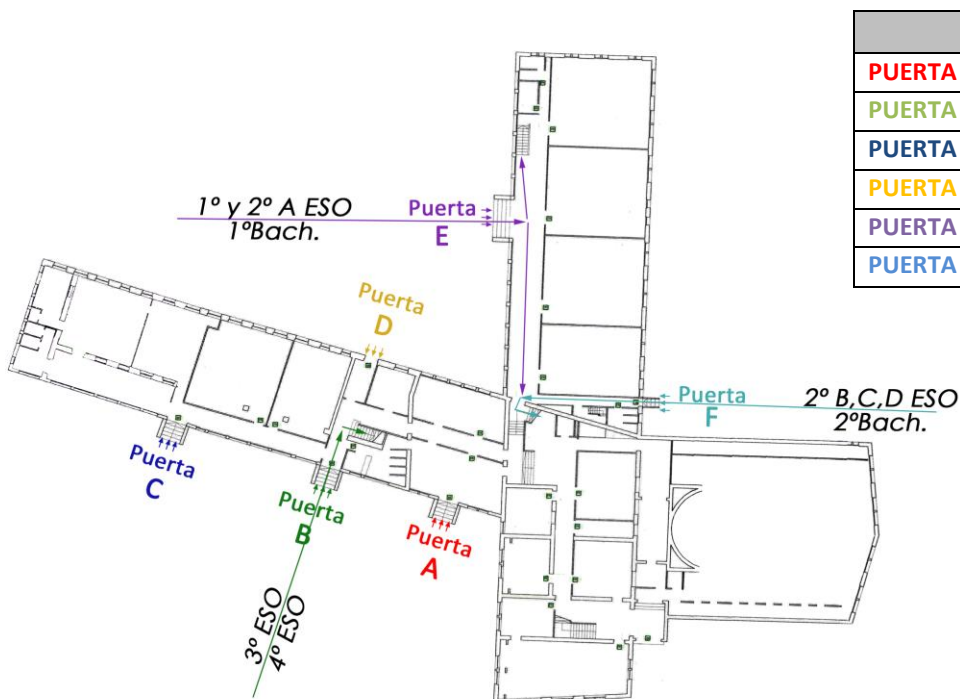 PUERTA
PUERTA
PUERTA
PUERTA
PUERTA
PUERTA
1º y 2º A ESO
1ºBach.
Puerta
E
Puerta
D
Puerta
F
2º B,C,D ESO
2ºBach.
Puerta
C
Puerta
B
Puerta
A
3º ESO
4º ESO